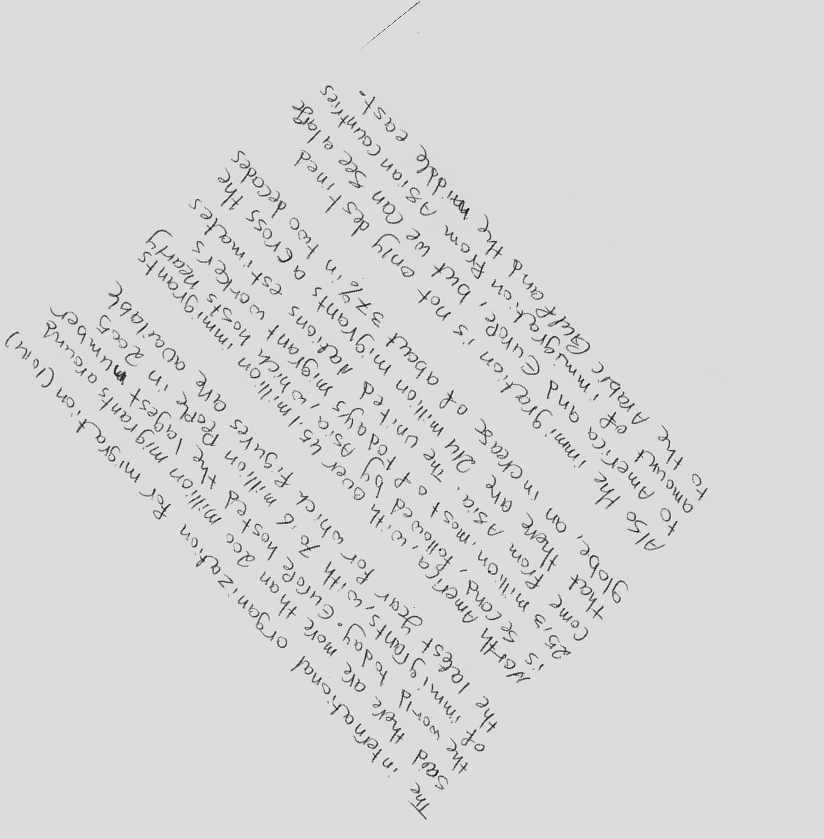 The international organization for migration (IOM)
said there are more than 200 million migrants around
the world today. Europe hosted the legest number
of immigrants, with 70.6 million People in 2005
the latest year for which figures are available
North America, with over 45.1 million immigrants
is second, followed by Asia, which hosts nearly
25.3 million, most of todays migrant workers
come from Asia. The united Nations estimates
that there are 214 million migrants across the
globe, an increase of about 37% in two decades
Also the immigration is not only destined
to America and Europe, but we can see alarge
amount of immigration from Asian countries
to the Arabic Gulf and the middle east.